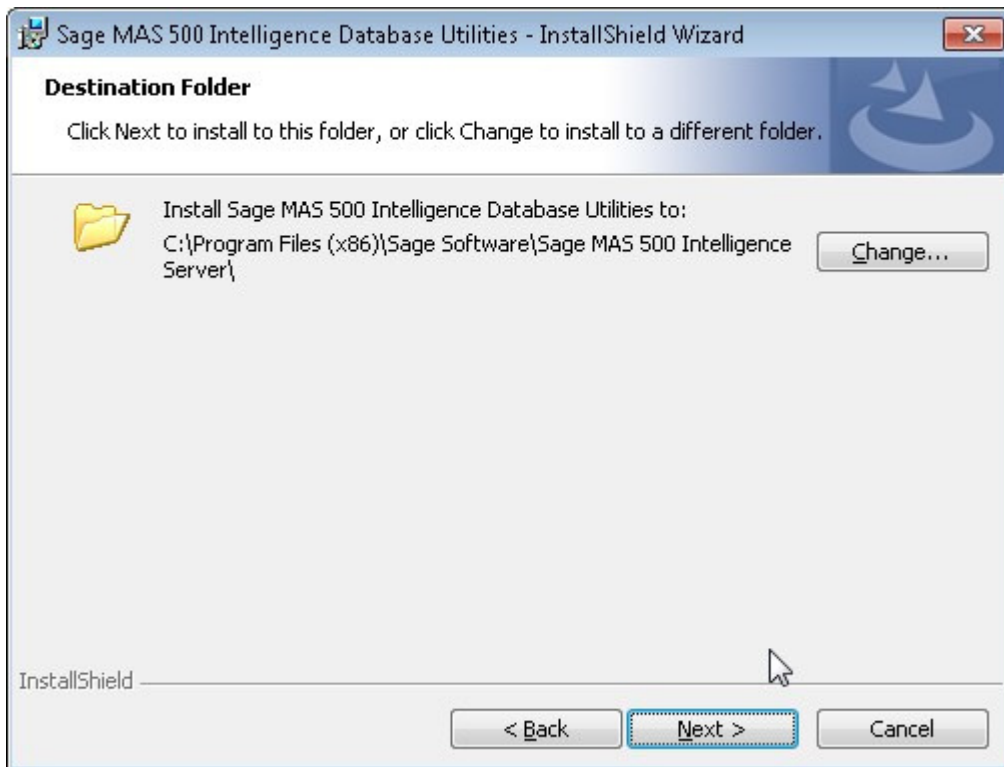 Sage MAS 500 Intelligence Database Utilities - InstallShield Wizard
Destination Folder
Click Next to install to this folder, or click Change to install to a different folder.
Install Sage MAS 500 Intelligence Database Utilities to:
C:\Program Files (x86)\Sage Software\Sage MAS 500 Intelligence
Server\
Change...
InstallShield
< Back
Next >
Cancel